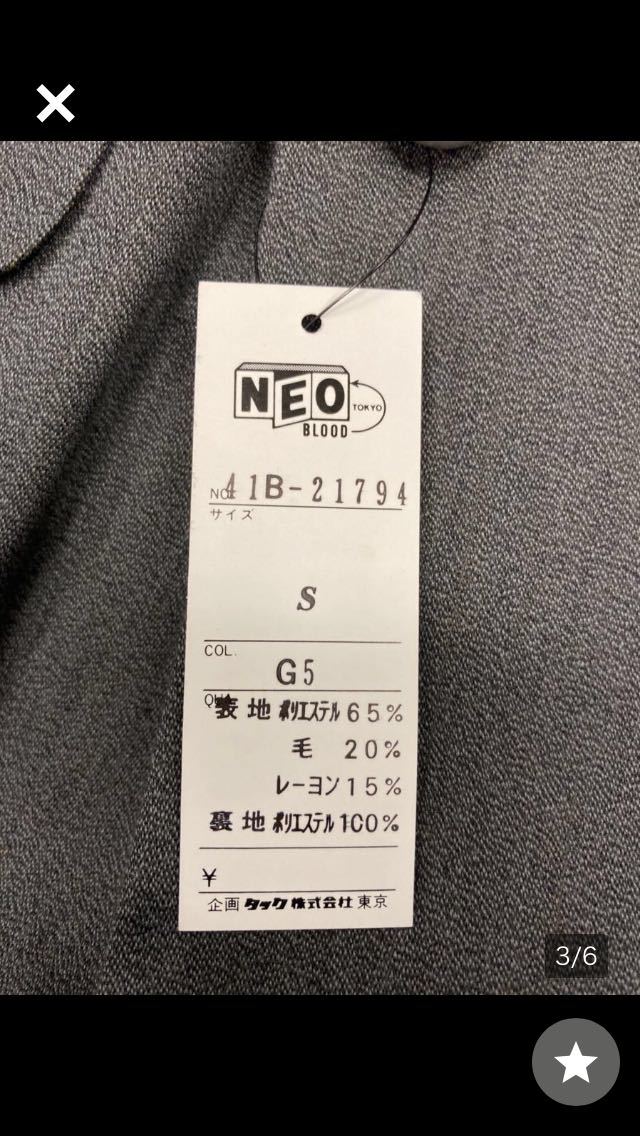 NEO
TOKYO
BLOOD
NO. 41B-21794
サイズ
S
COL.
G5
表地 ポリエステル 65%
毛 20%
レーヨン 15%
裏地 ポリエステル 100%
¥
企画 タック株式会社 東京
3/6